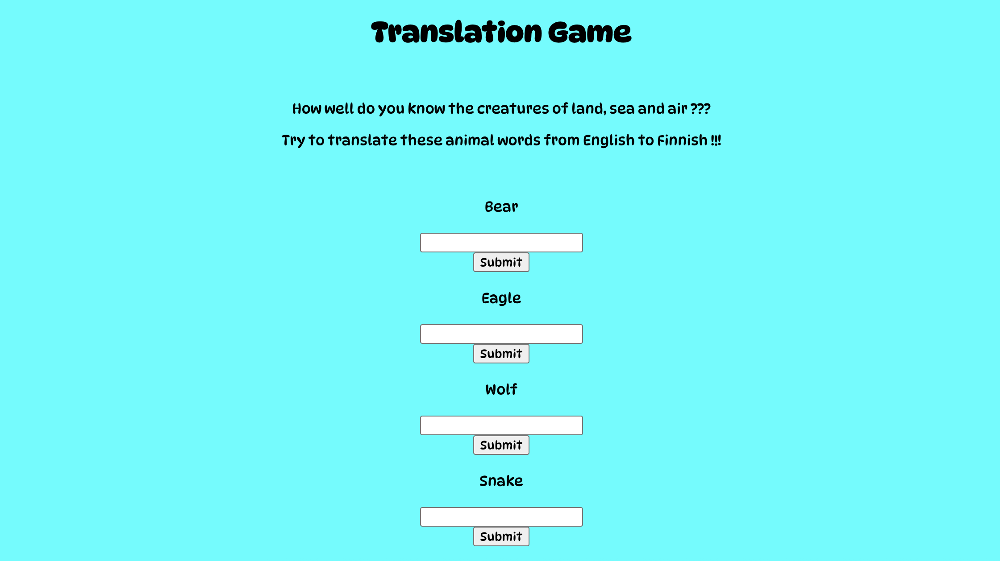 Translation Game
How well do you know the creatures of land, sea and air ???
Try to translate these animal words from English to Finnish !!!
Bear
Submit
Eagle
Submit
Wolf
Submit
Snake
Submit